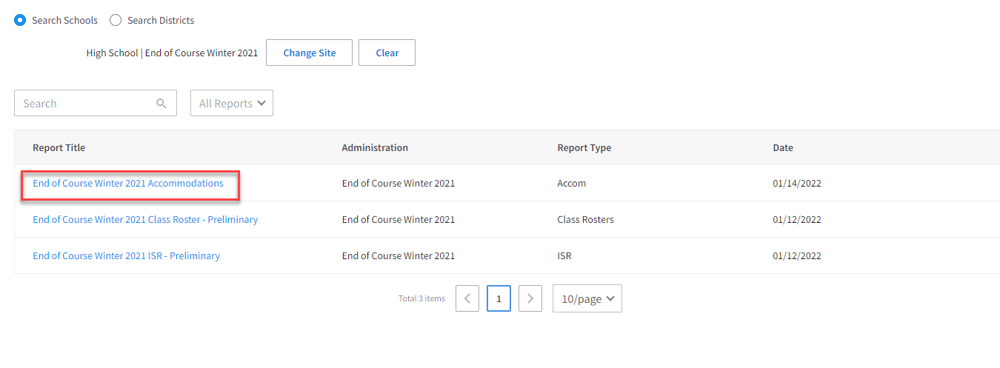 Search Schools Search Districts
High School | End of Course Winter 2021 Change Site Clear
Search All Reports
Report Title Administration Report Type Date
End of Course Winter 2021 Accommodations End of Course Winter 2021 Accom 01/14/2022
End of Course Winter 2021 Class Roster - Preliminary End of Course Winter 2021 Class Rosters 01/12/2022
End of Course Winter 2021 ISR - Preliminary End of Course Winter 2021 ISR 01/12/2022
Total 3 items 1 10/page